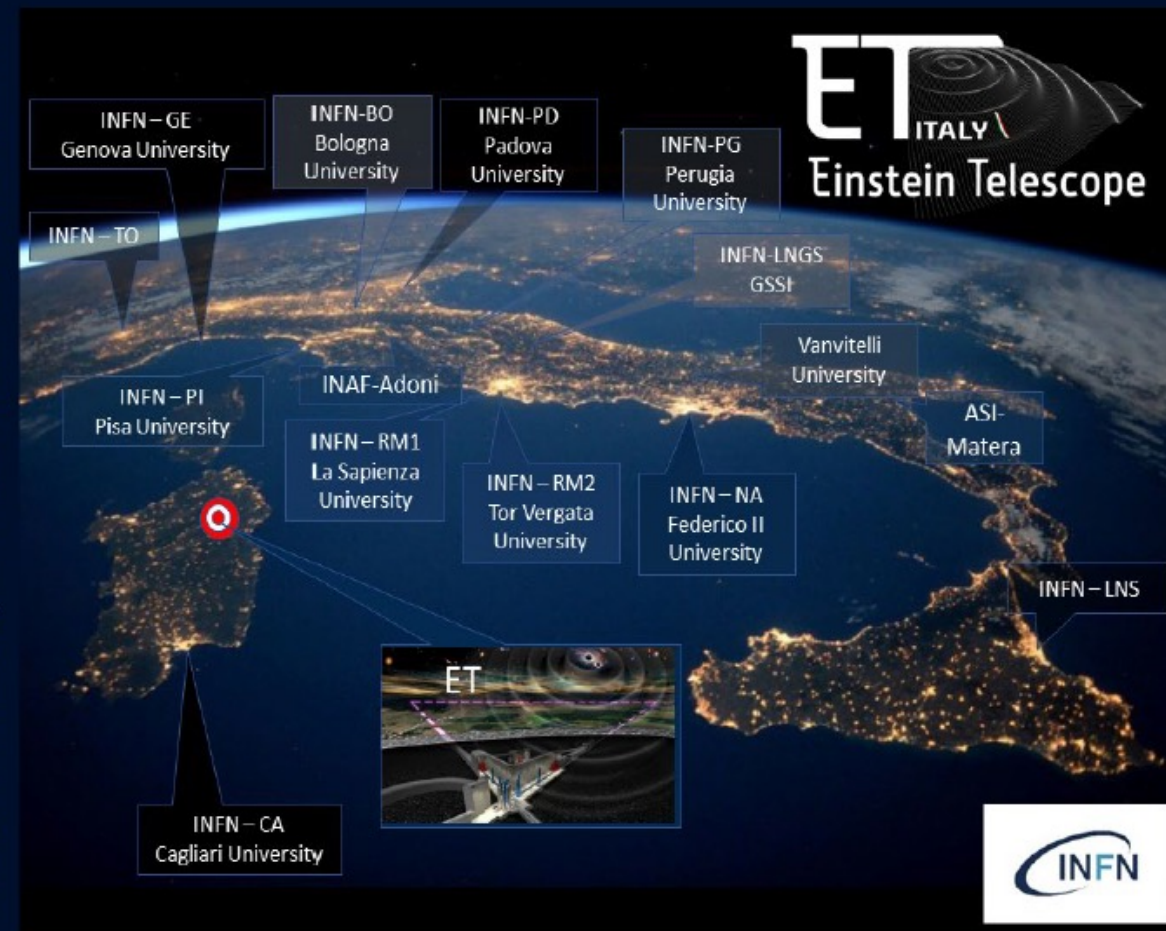 ET
ITALY
Einstein Telescope
INFN – GE
Genova University
INFN-BO
Bologna
University
INFN-PD
Padova
University
INFN-PG
Perugia
University
INFN – TO
INFN-LNGS
GSSI
Vanvitelli
University
INFN – PI
Pisa University
INAF-Adoni
ASI-
Matera
INFN – RM1
La Sapienza
University
INFN – RM2
Tor Vergata
University
INFN – NA
Federico II
University
INFN – LNS
ET
INFN – CA
Cagliari University
INFN